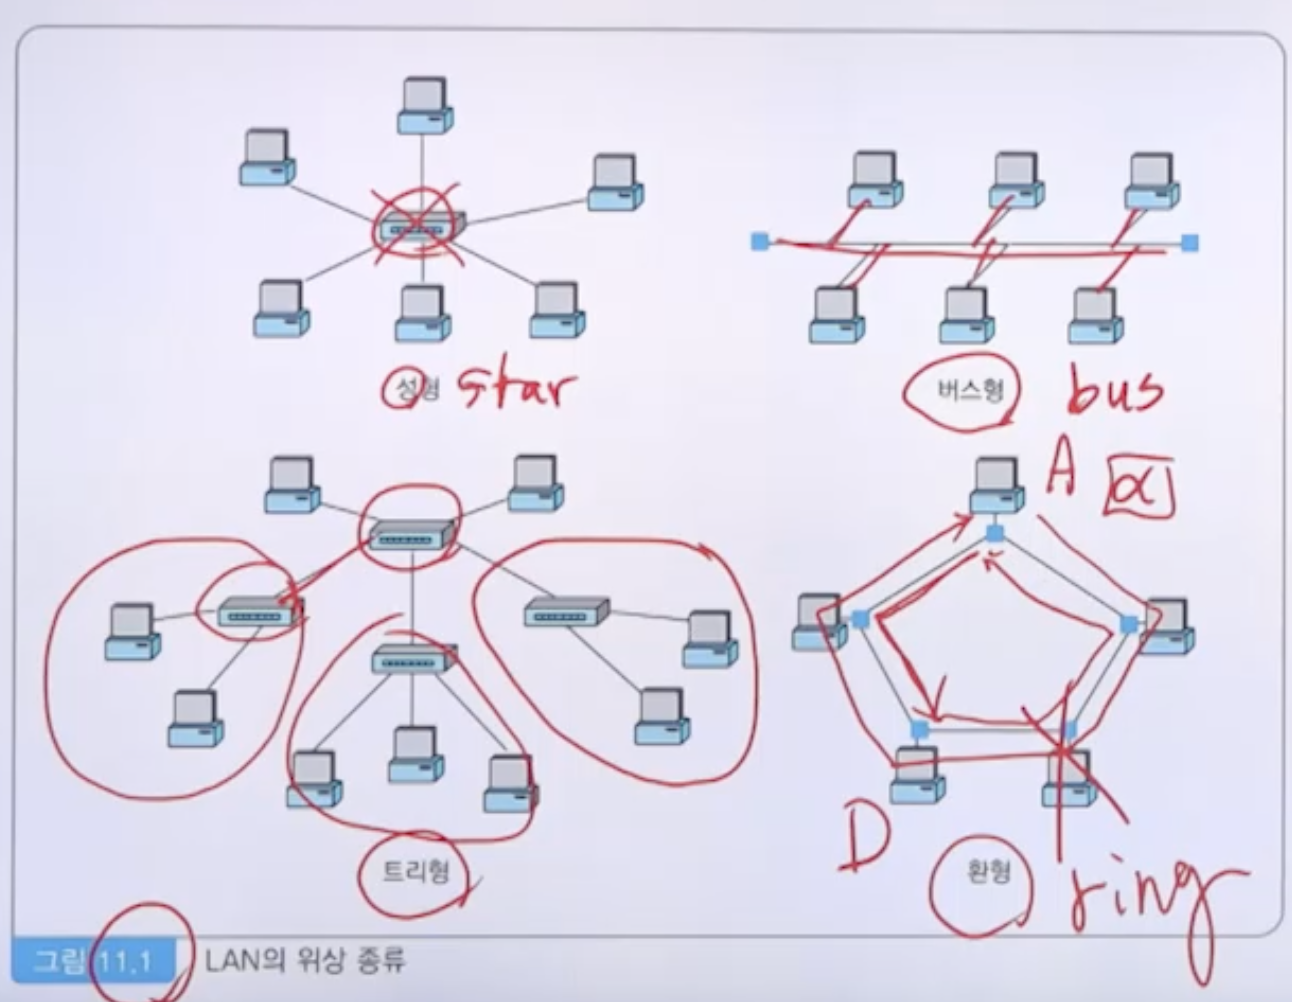 성형 star
버스형 bus
A α
D
트리형
환형 ring
그림 11.1 LAN의 위상 종류